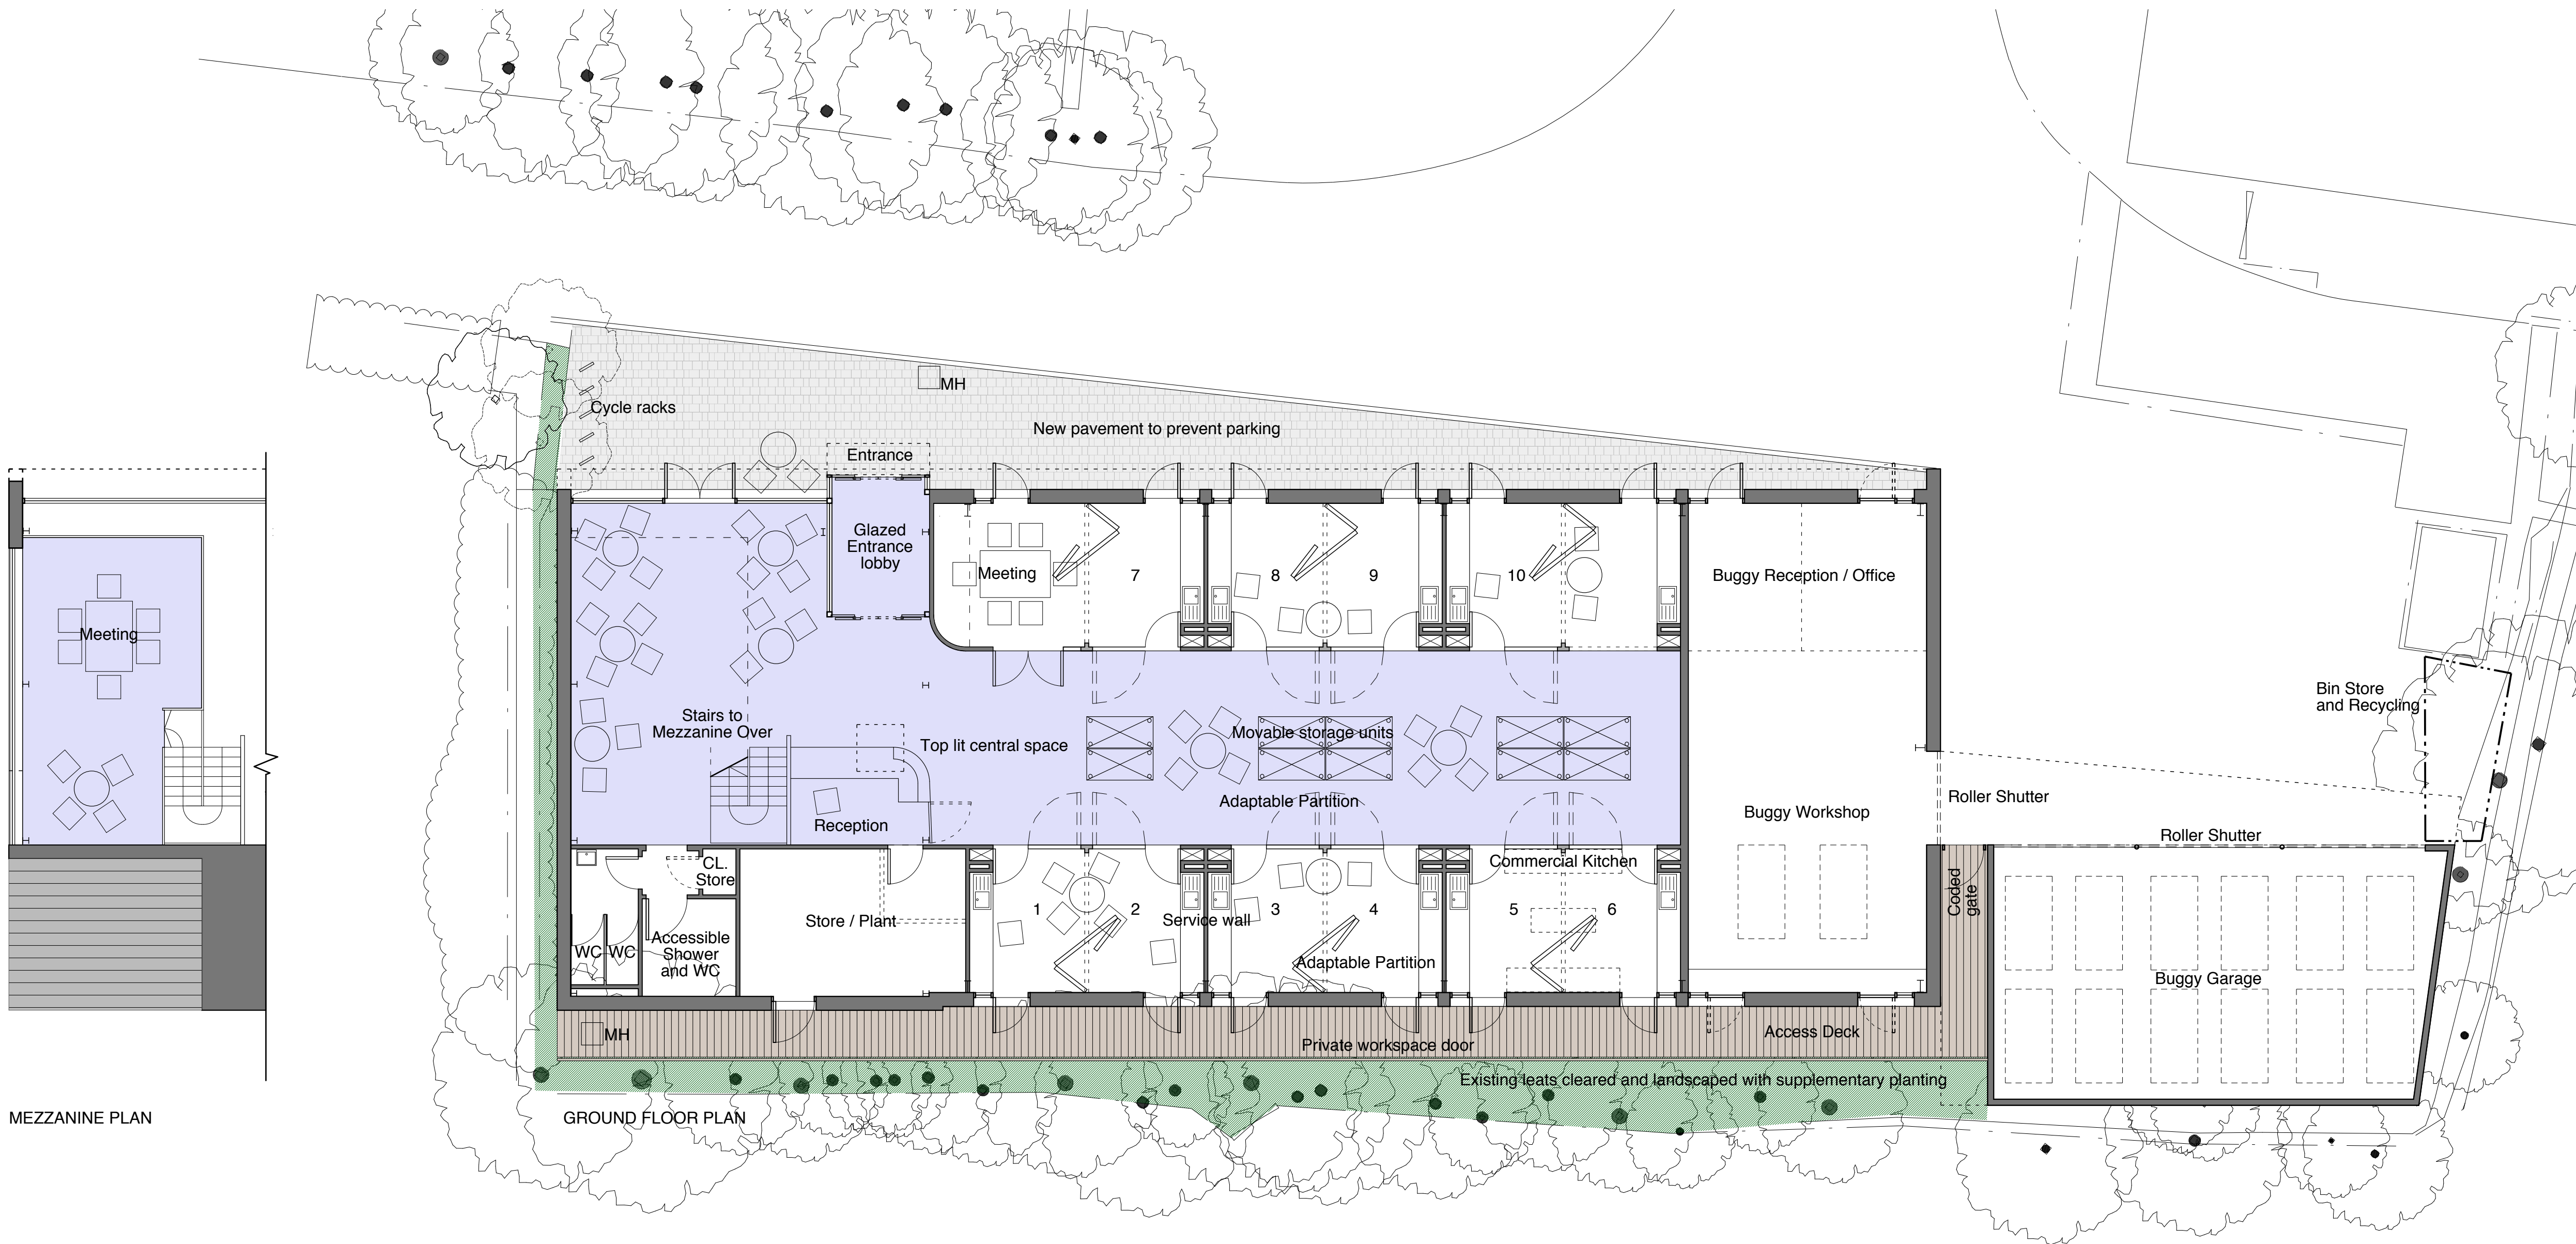 MH
Cycle racks
New pavement to prevent parking
Entrance
Glazed
Entrance
lobby
Meeting
7
8
9
10
Buggy Reception / Office
Meeting
Bin Store
and Recycling
Stairs to
Mezzanine Over
Top lit central space
Movable storage units
Adaptable Partition
Reception
Buggy Workshop
Roller Shutter
Roller Shutter
CL.
Store
Commercial Kitchen
Coded
gate
1
2
3
4
5
6
Store / Plant
Service wall
WC
WC
Accessible
Shower
and WC
Adaptable Partition
Buggy Garage
MH
Access Deck
Private workspace door
Existing leats cleared and landscaped with supplementary planting
MEZZANINE PLAN
GROUND FLOOR PLAN